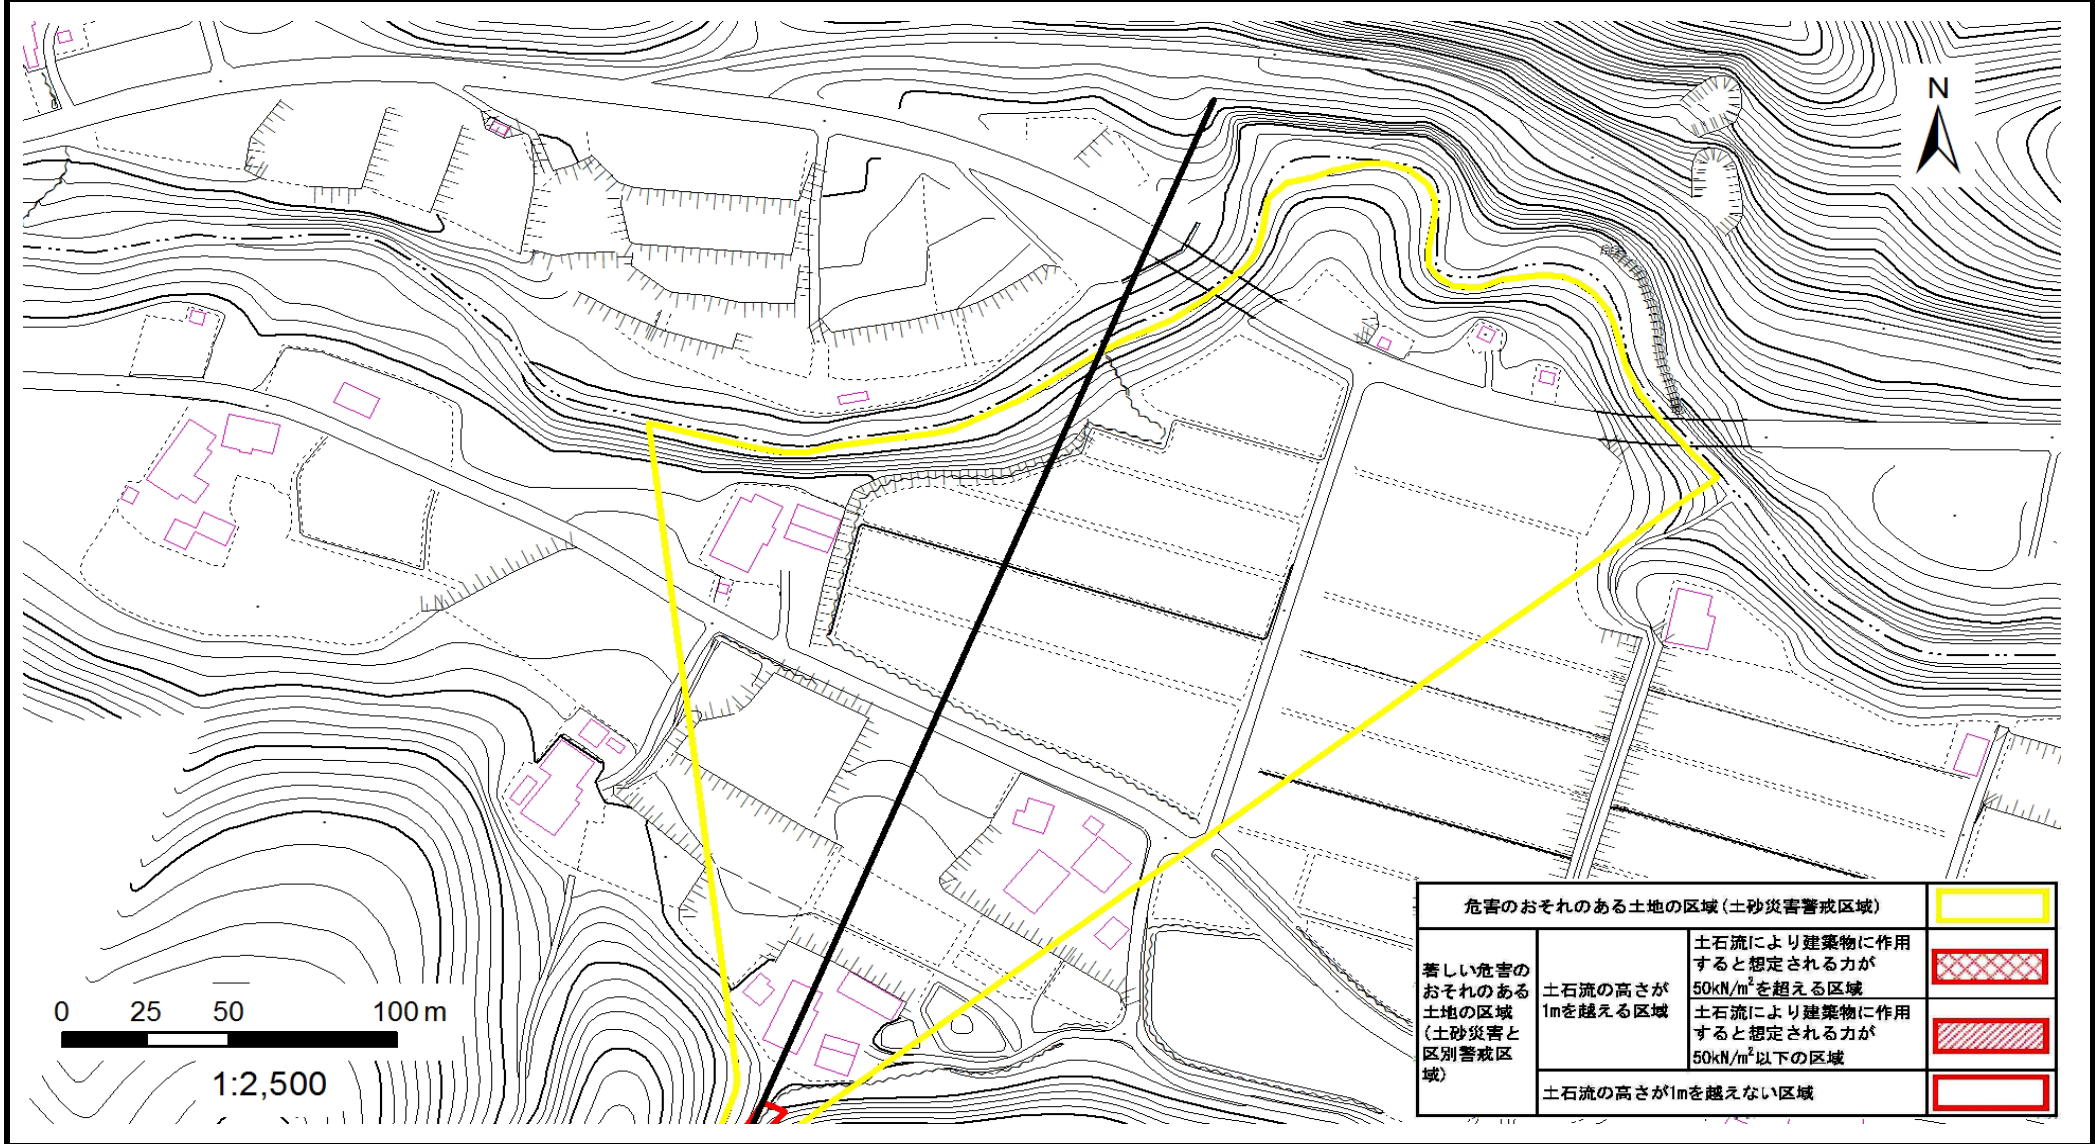 N
危害のおそれのある土地の区域(土砂災害警戒区域)
著しい危害の
おそれのある
土地の区域
(土砂災害と
区別警戒区
域)
土石流の高さが
1mを越える区域
土石流により建築物に作用
すると想定される力が
50kN/m²を超える区域
土石流により建築物に作用
すると想定される力が
50kN/m²以下の区域
土石流の高さが1mを越えない区域
0 25 50 100 m
1:2,500